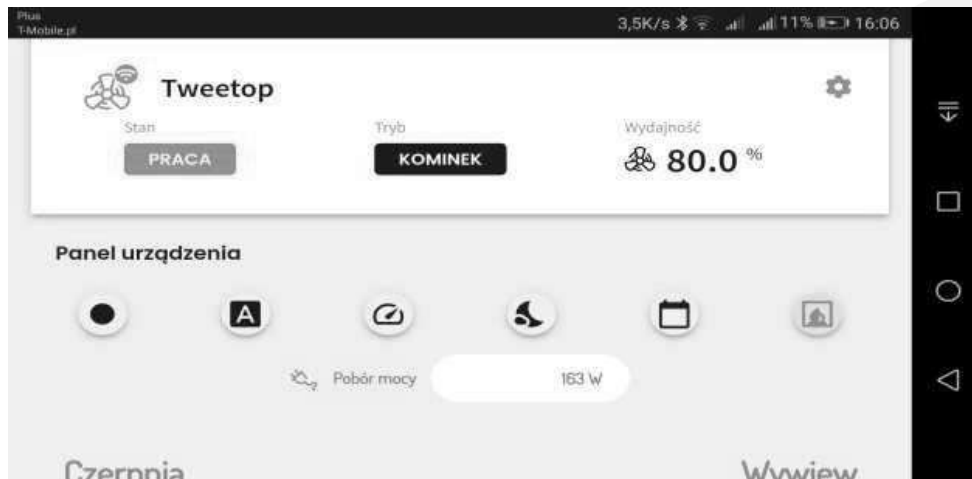 Plus
T-Mobile.pl
3,5K/s 11% 16:06
Tweetop
Stan Tryb Wydajność
PRACA KOMINEK 80.0 %
Panel urządzenia
A
Pobór mocy 163 W
Czerpnia Wywiew